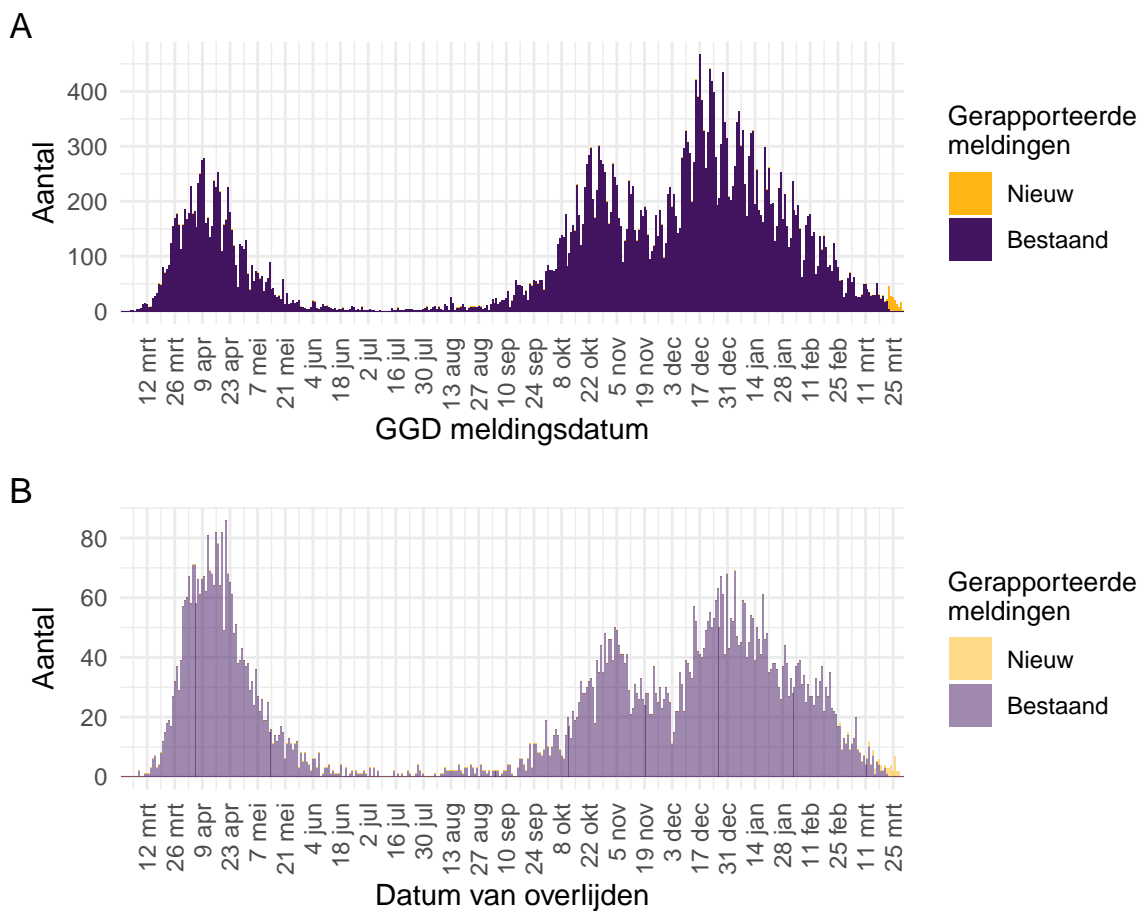 A
Aantal
400
300
200
100
0
12 mrt
26 mrt
9 apr
23 apr
7 mei
21 mei
4 jun
18 jun
2 jul
16 jul
30 jul
13 aug
27 aug
10 sep
24 sep
8 okt
22 okt
5 nov
19 nov
3 dec
17 dec
31 dec
14 jan
28 jan
11 feb
25 feb
11 mrt
25 mrt
GGD meldingsdatum
Gerapporteerde
meldingen
Nieuw
Bestaand
B
Aantal
80
60
40
20
0
12 mrt
26 mrt
9 apr
23 apr
7 mei
21 mei
4 jun
18 jun
2 jul
16 jul
30 jul
13 aug
27 aug
10 sep
24 sep
8 okt
22 okt
5 nov
19 nov
3 dec
17 dec
31 dec
14 jan
28 jan
11 feb
25 feb
11 mrt
25 mrt
Datum van overlijden
Gerapporteerde
meldingen
Nieuw
Bestaand